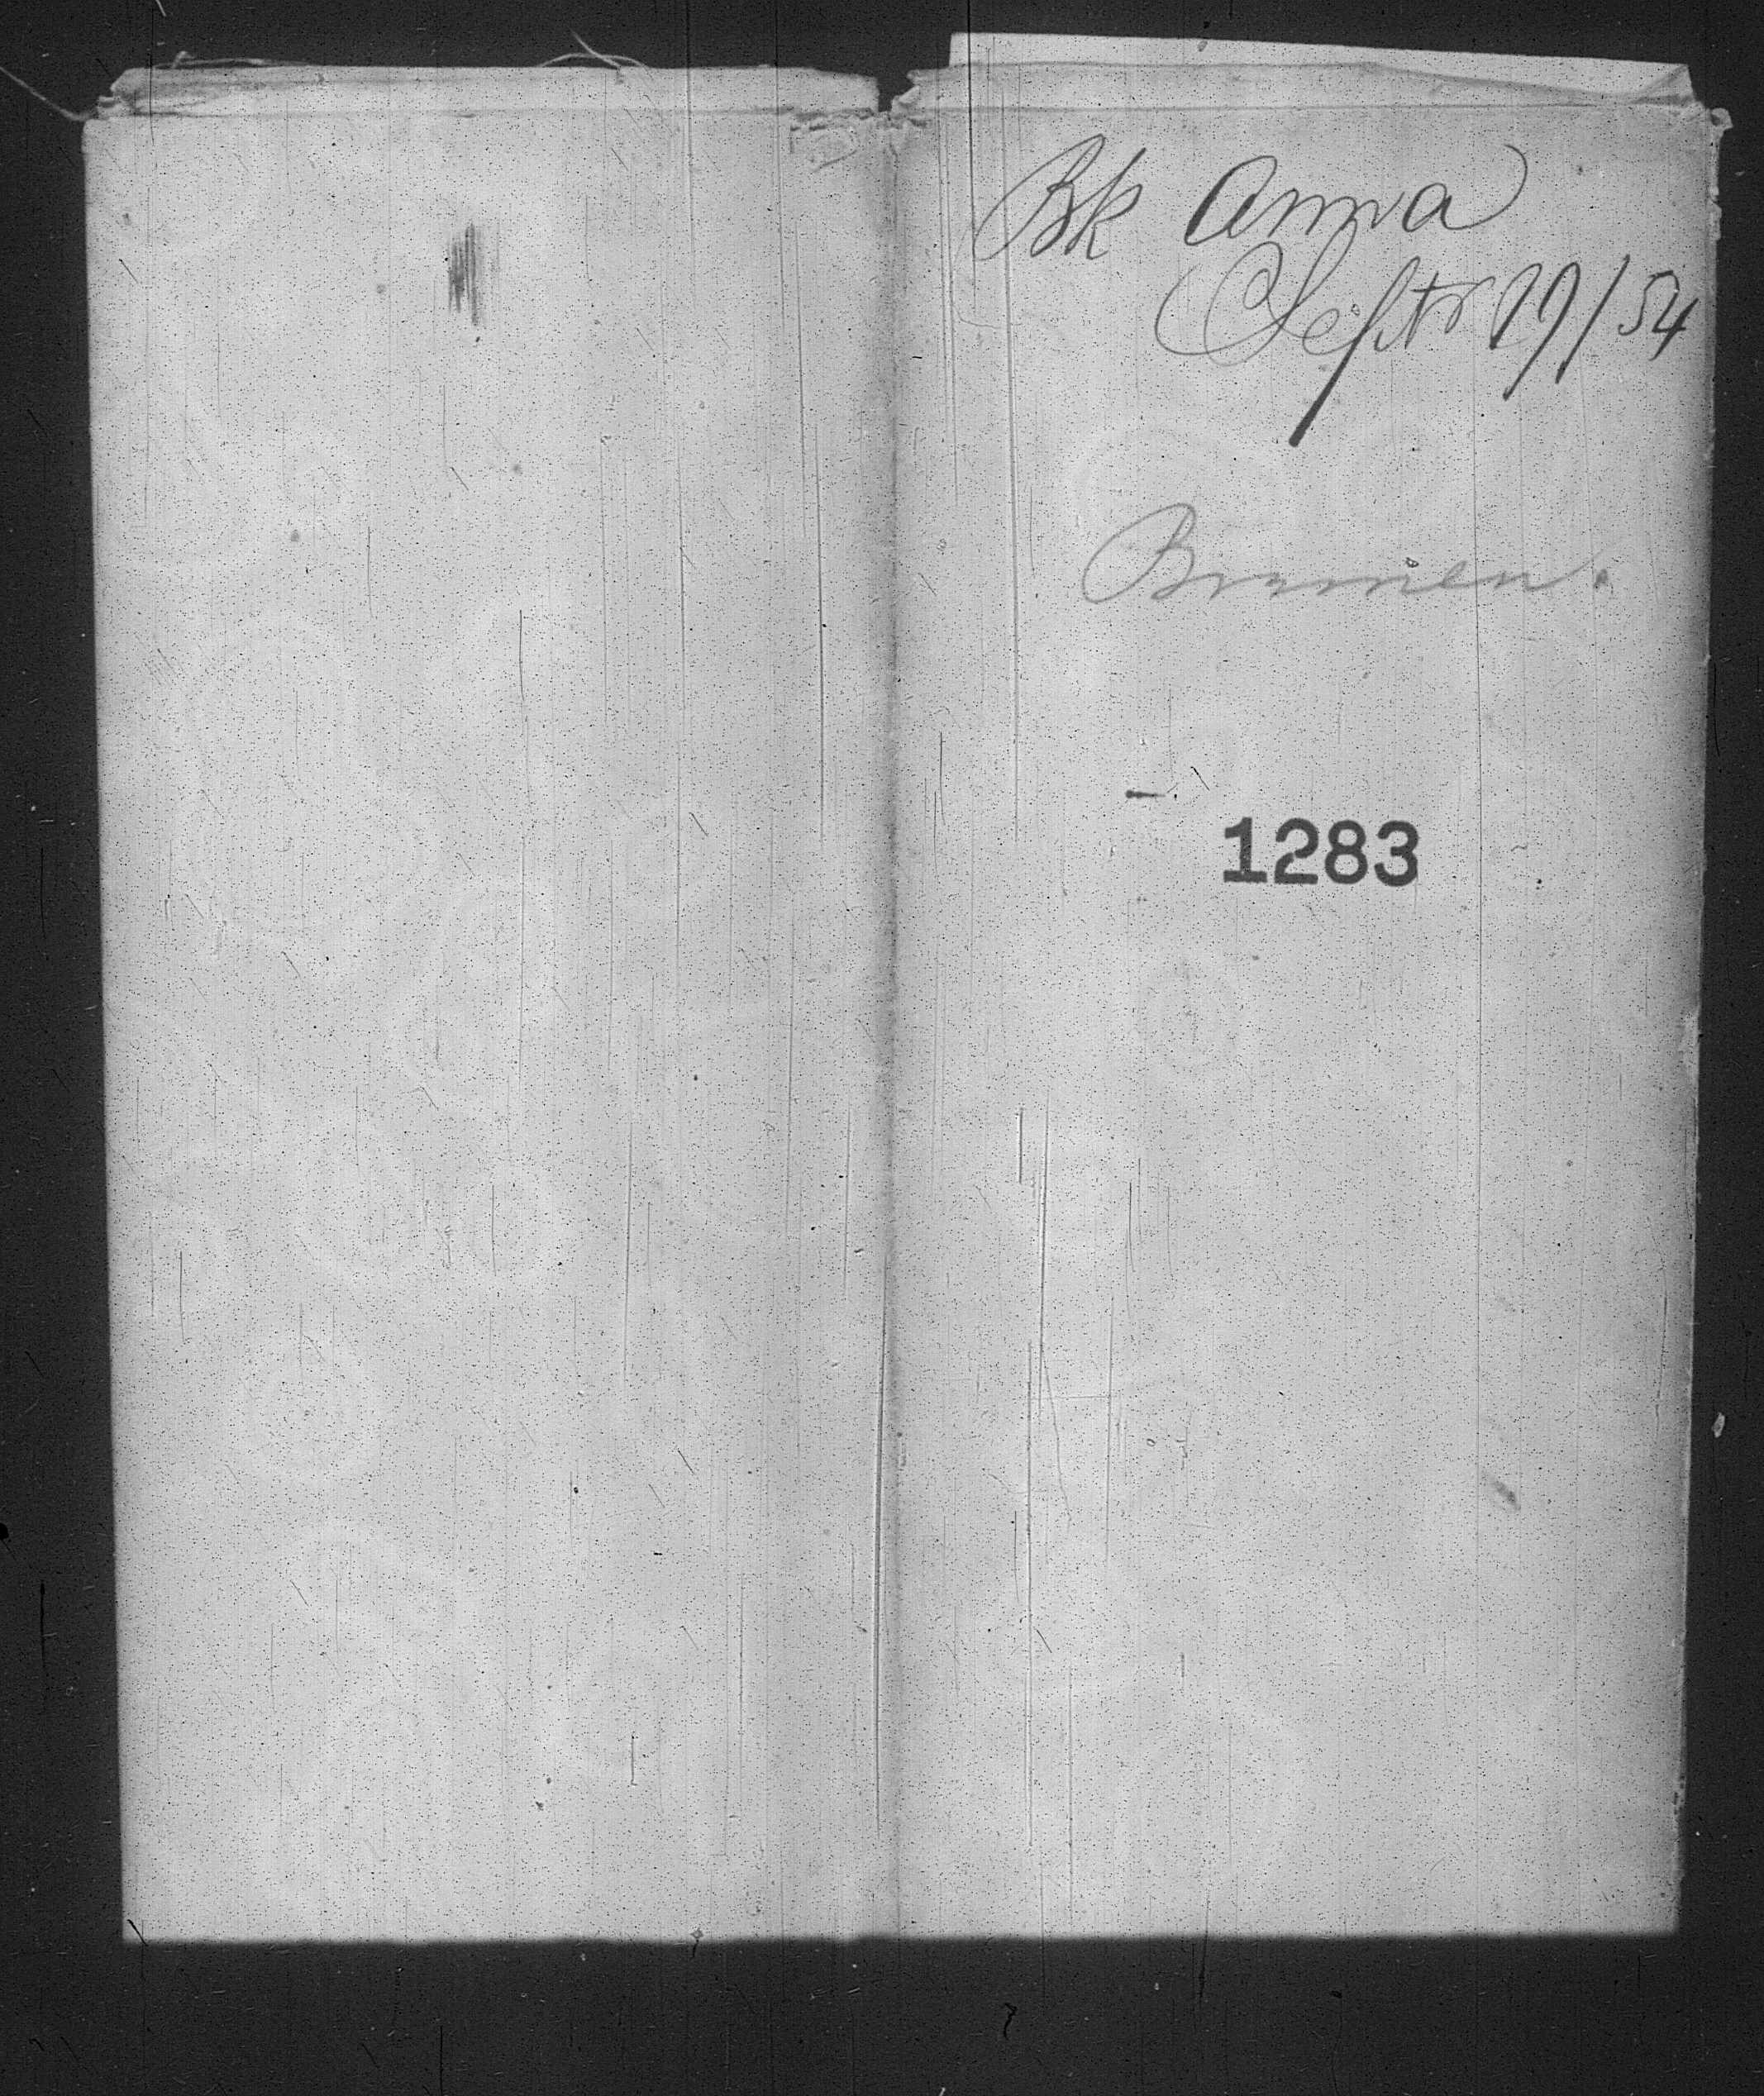 Bk Anna
Septr 19/54
Bremen.
1283